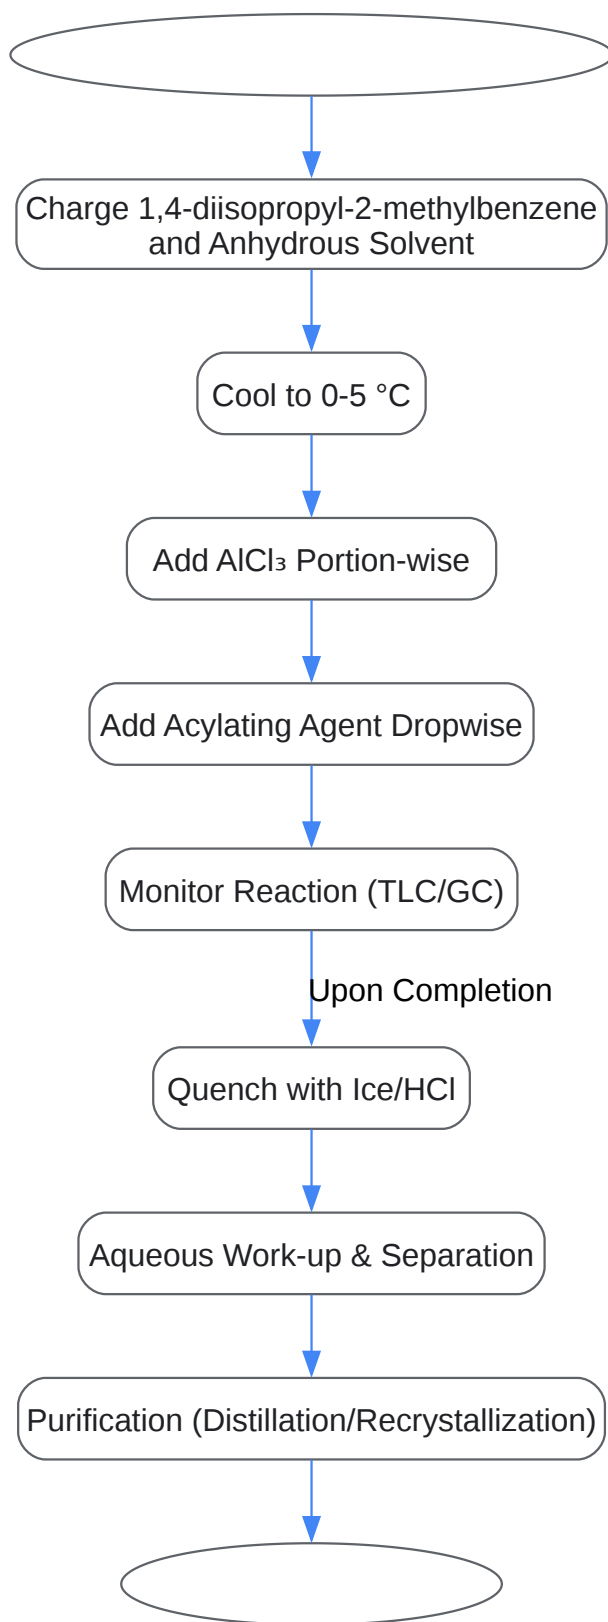 Charge 1,4-diisopropyl-2-methylbenzene
and Anhydrous Solvent
Cool to 0-5 °C
Add AlCl₃ Portion-wise
Add Acylating Agent Dropwise
Monitor Reaction (TLC/GC)
Upon Completion
Quench with Ice/HCl
Aqueous Work-up & Separation
Purification (Distillation/Recrystallization)